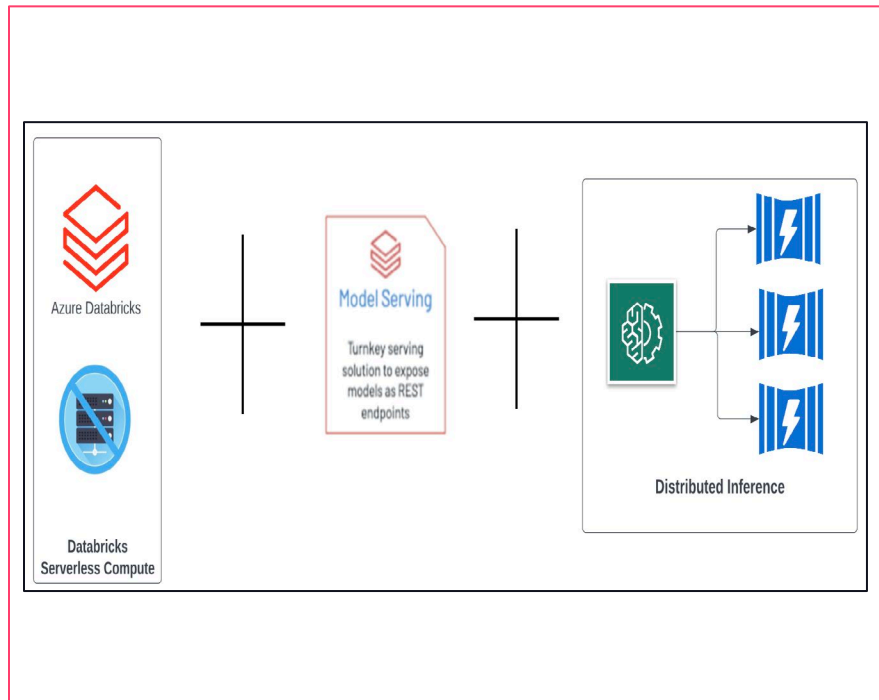 Azure Databricks
Databricks
Serverless Compute
Model Serving
Turnkey serving
solution to expose
models as REST
endpoints
Distributed Inference